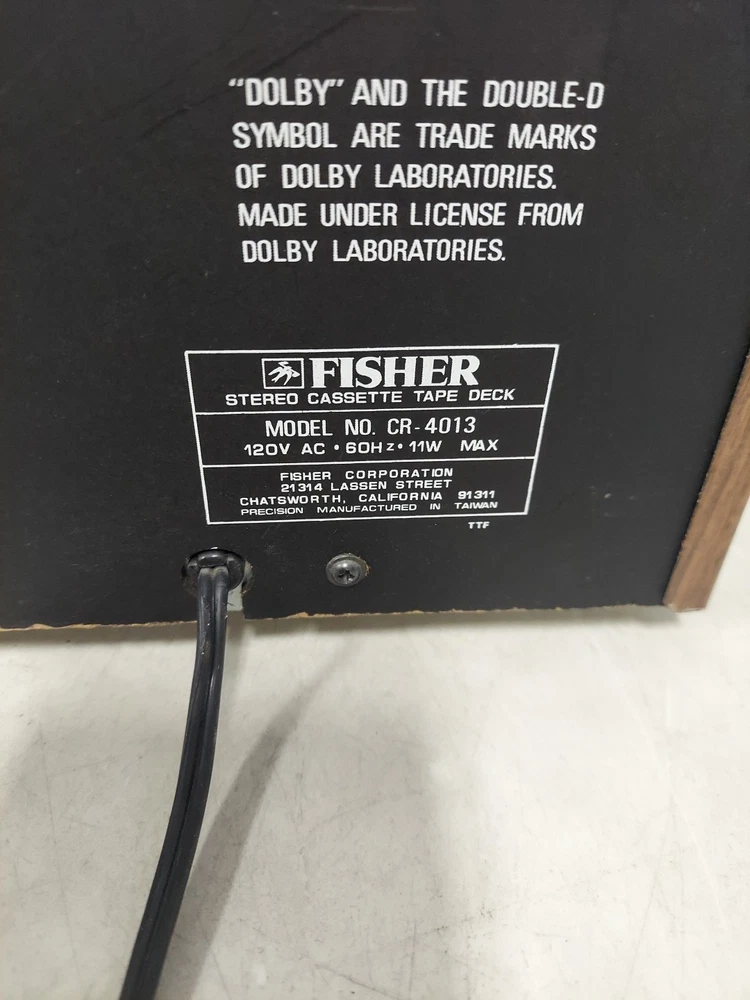 “DOLBY” AND THE DOUBLE-D
SYMBOL ARE TRADE MARKS
OF DOLBY LABORATORIES.
MADE UNDER LICENSE FROM
DOLBY LABORATORIES.
FISHER
STEREO CASSETTE TAPE DECK
MODEL NO. CR-4013
120V AC • 60Hz • 11W MAX
FISHER CORPORATION
21314 LASSEN STREET
CHATSWORTH, CALIFORNIA 91311
PRECISION MANUFACTURED IN TAIWAN
TTF